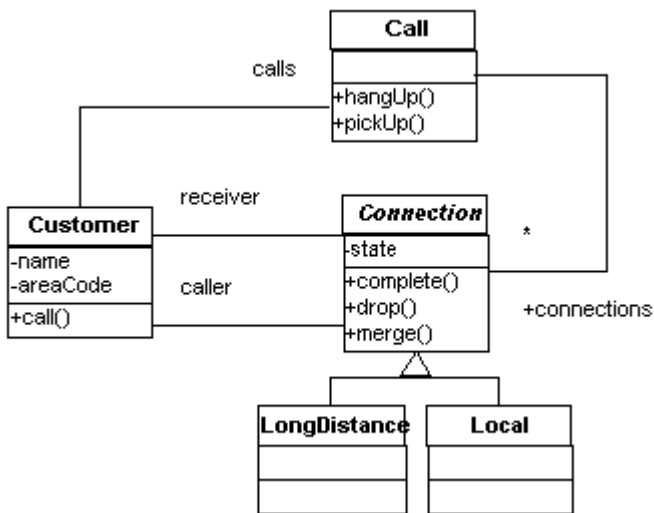 Call
calls
+hangUp()
+pickUp()
receiver
Customer
Connection
-name
-state
*
-areaCode
caller
+complete()
+call()
+drop()
+connections
+merge()
LongDistance
Local